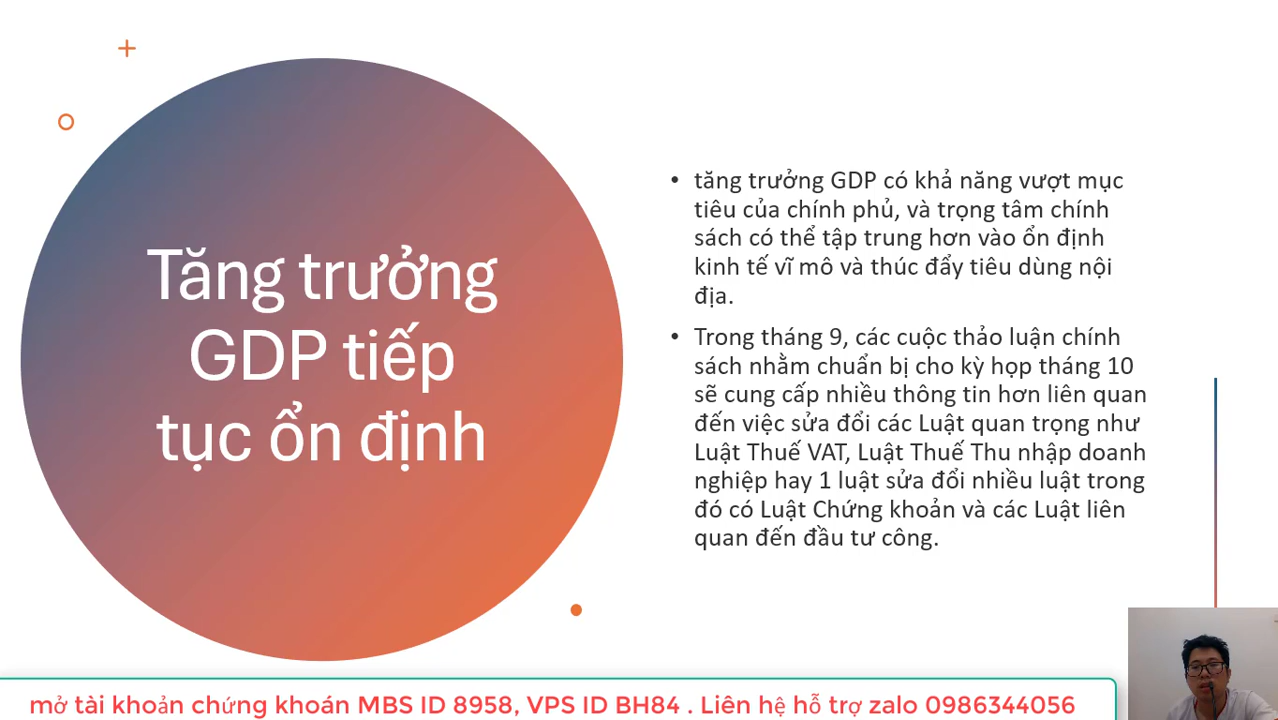 Tăng trưởng
GDP tiếp
tục ổn định
• tăng trưởng GDP có khả năng vượt mục
tiêu của chính phủ, và trọng tâm chính
sách có thể tập trung hơn vào ổn định
kinh tế vĩ mô và thúc đẩy tiêu dùng nội
địa.
• Trong tháng 9, các cuộc thảo luận chính
sách nhằm chuẩn bị cho kỳ họp tháng 10
sẽ cung cấp nhiều thông tin hơn liên quan
đến việc sửa đổi các Luật quan trọng như
Luật Thuế VAT, Luật Thuế Thu nhập doanh
nghiệp hay 1 luật sửa đổi nhiều luật trong
đó có Luật Chứng khoản và các Luật liên
quan đến đầu tư công.
mở tài khoản chứng khoán MBS ID 8958, VPS ID BH84 . Liên hệ hỗ trợ zalo 0986344056